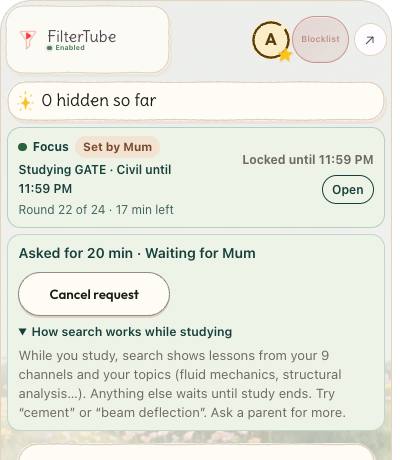 FilterTube
Enabled
A
Blocklist
0 hidden so far
Focus Set by Mum
Studying GATE · Civil until
11:59 PM
Round 22 of 24 · 17 min left
Locked until 11:59 PM
Open
Asked for 20 min · Waiting for Mum
Cancel request
▼ How search works while studying
While you study, search shows lessons from your 9
channels and your topics (fluid mechanics, structural
analysis...). Anything else waits until study ends. Try
“cement” or “beam deflection”. Ask a parent for more.